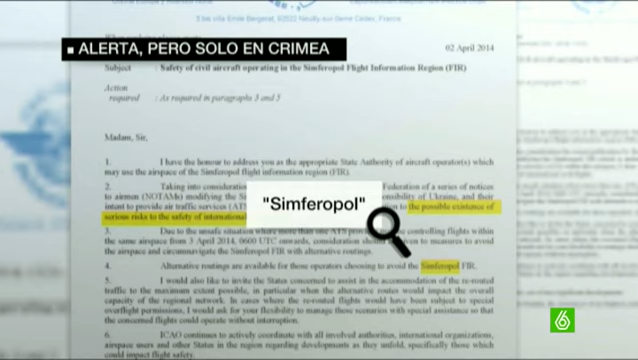 3 bis villa Emile Bergerat, 92522 Neuilly-sur-Seine Cedex, France
ALERTA, PERO SOLO EN CRIMEA
02 April 2014
Subject : Safety of civil aircraft operating in the Simferopol Flight Information Region (FIR)
Action
required : As required in paragraphs 3 and 5
Madam, Sir,
1. I have the honour to address you as the appropriate State Authority of aircraft operator(s) which
may use the airspace of the Simferopol flight information region (FIR).
2. Taking into consideration Federation of a series of notices
to airmen (NOTAMs) modifying the ponsibility of Ukraine, and their
intent to provide air traffic services (ATS to the possible existence of
serious risks to the safety of international
"Simferopol"
3. Due to the unsafe situation where more than one ATS controlling flights within
the same airspace from 3 April 2014, 0600 UTC onwards, consideration should to measures to avoid
the airspace and circumnavigate the Simferopol FIR with alternative routings.
4. Alternative routings are available for those operators choosing to avoid the Simferopol FIR.
5. I would also like to invite the States concerned to assist in the accommodation of the re-routed
traffic to the maximum extent possible, in particular when the alternative routes would impact the overall
capacity of the regional network. In cases where the re-routed flights would have been subject to special
overflight permissions, I would ask for your flexibility to manage those scenarios with special assistance so that
the concerned flights could operate without interruption.
6. ICAO continues to actively coordinate with all involved authorities, international organizations,
airspace users and other States in the region regarding developments as they unfold, specifically those which
could impact flight safety.
6